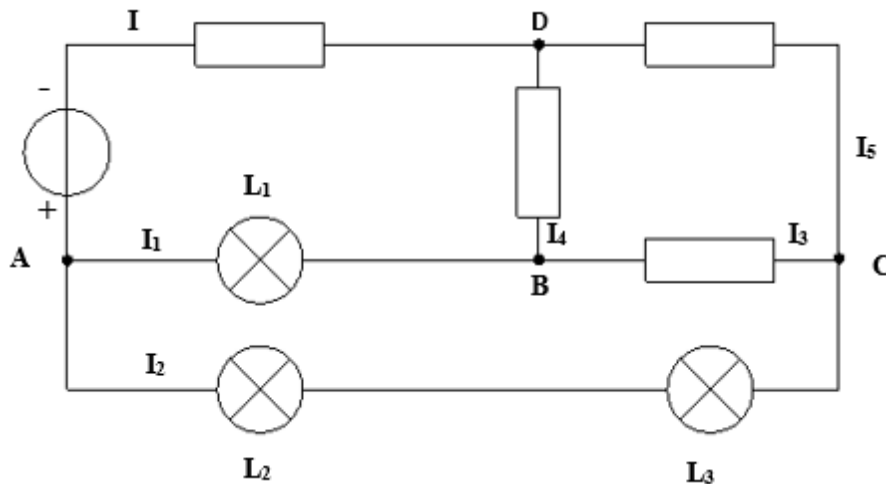 I
D
-
I₅
L₁
+
I₁
I₄
I₃
A
B
C
I₂
L₂
L₃